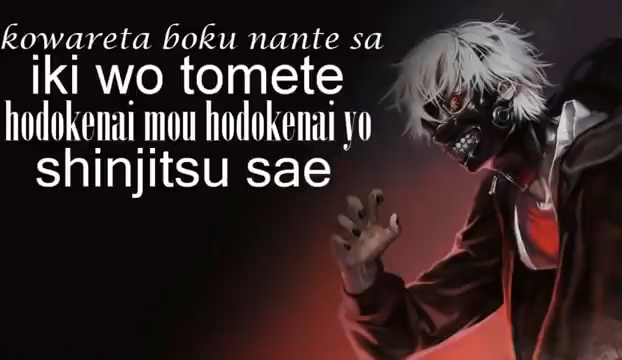 kowareta boku nante sa
iki wo tomete
hodokenai mou hodokenai yo
shinjitsu sae